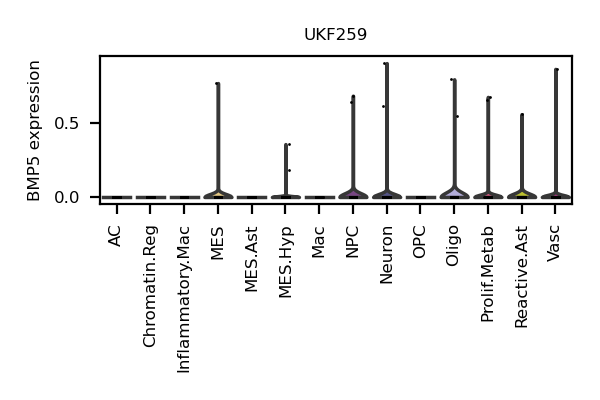 UKF259
BMP5 expression
0.5
0.0
AC
Chromatin.Reg
Inflammatory.Mac
MES
MES.Ast
MES.Hyp
Mac
NPC
Neuron
OPC
Oligo
Prolif.Metab
Reactive.Ast
Vasc